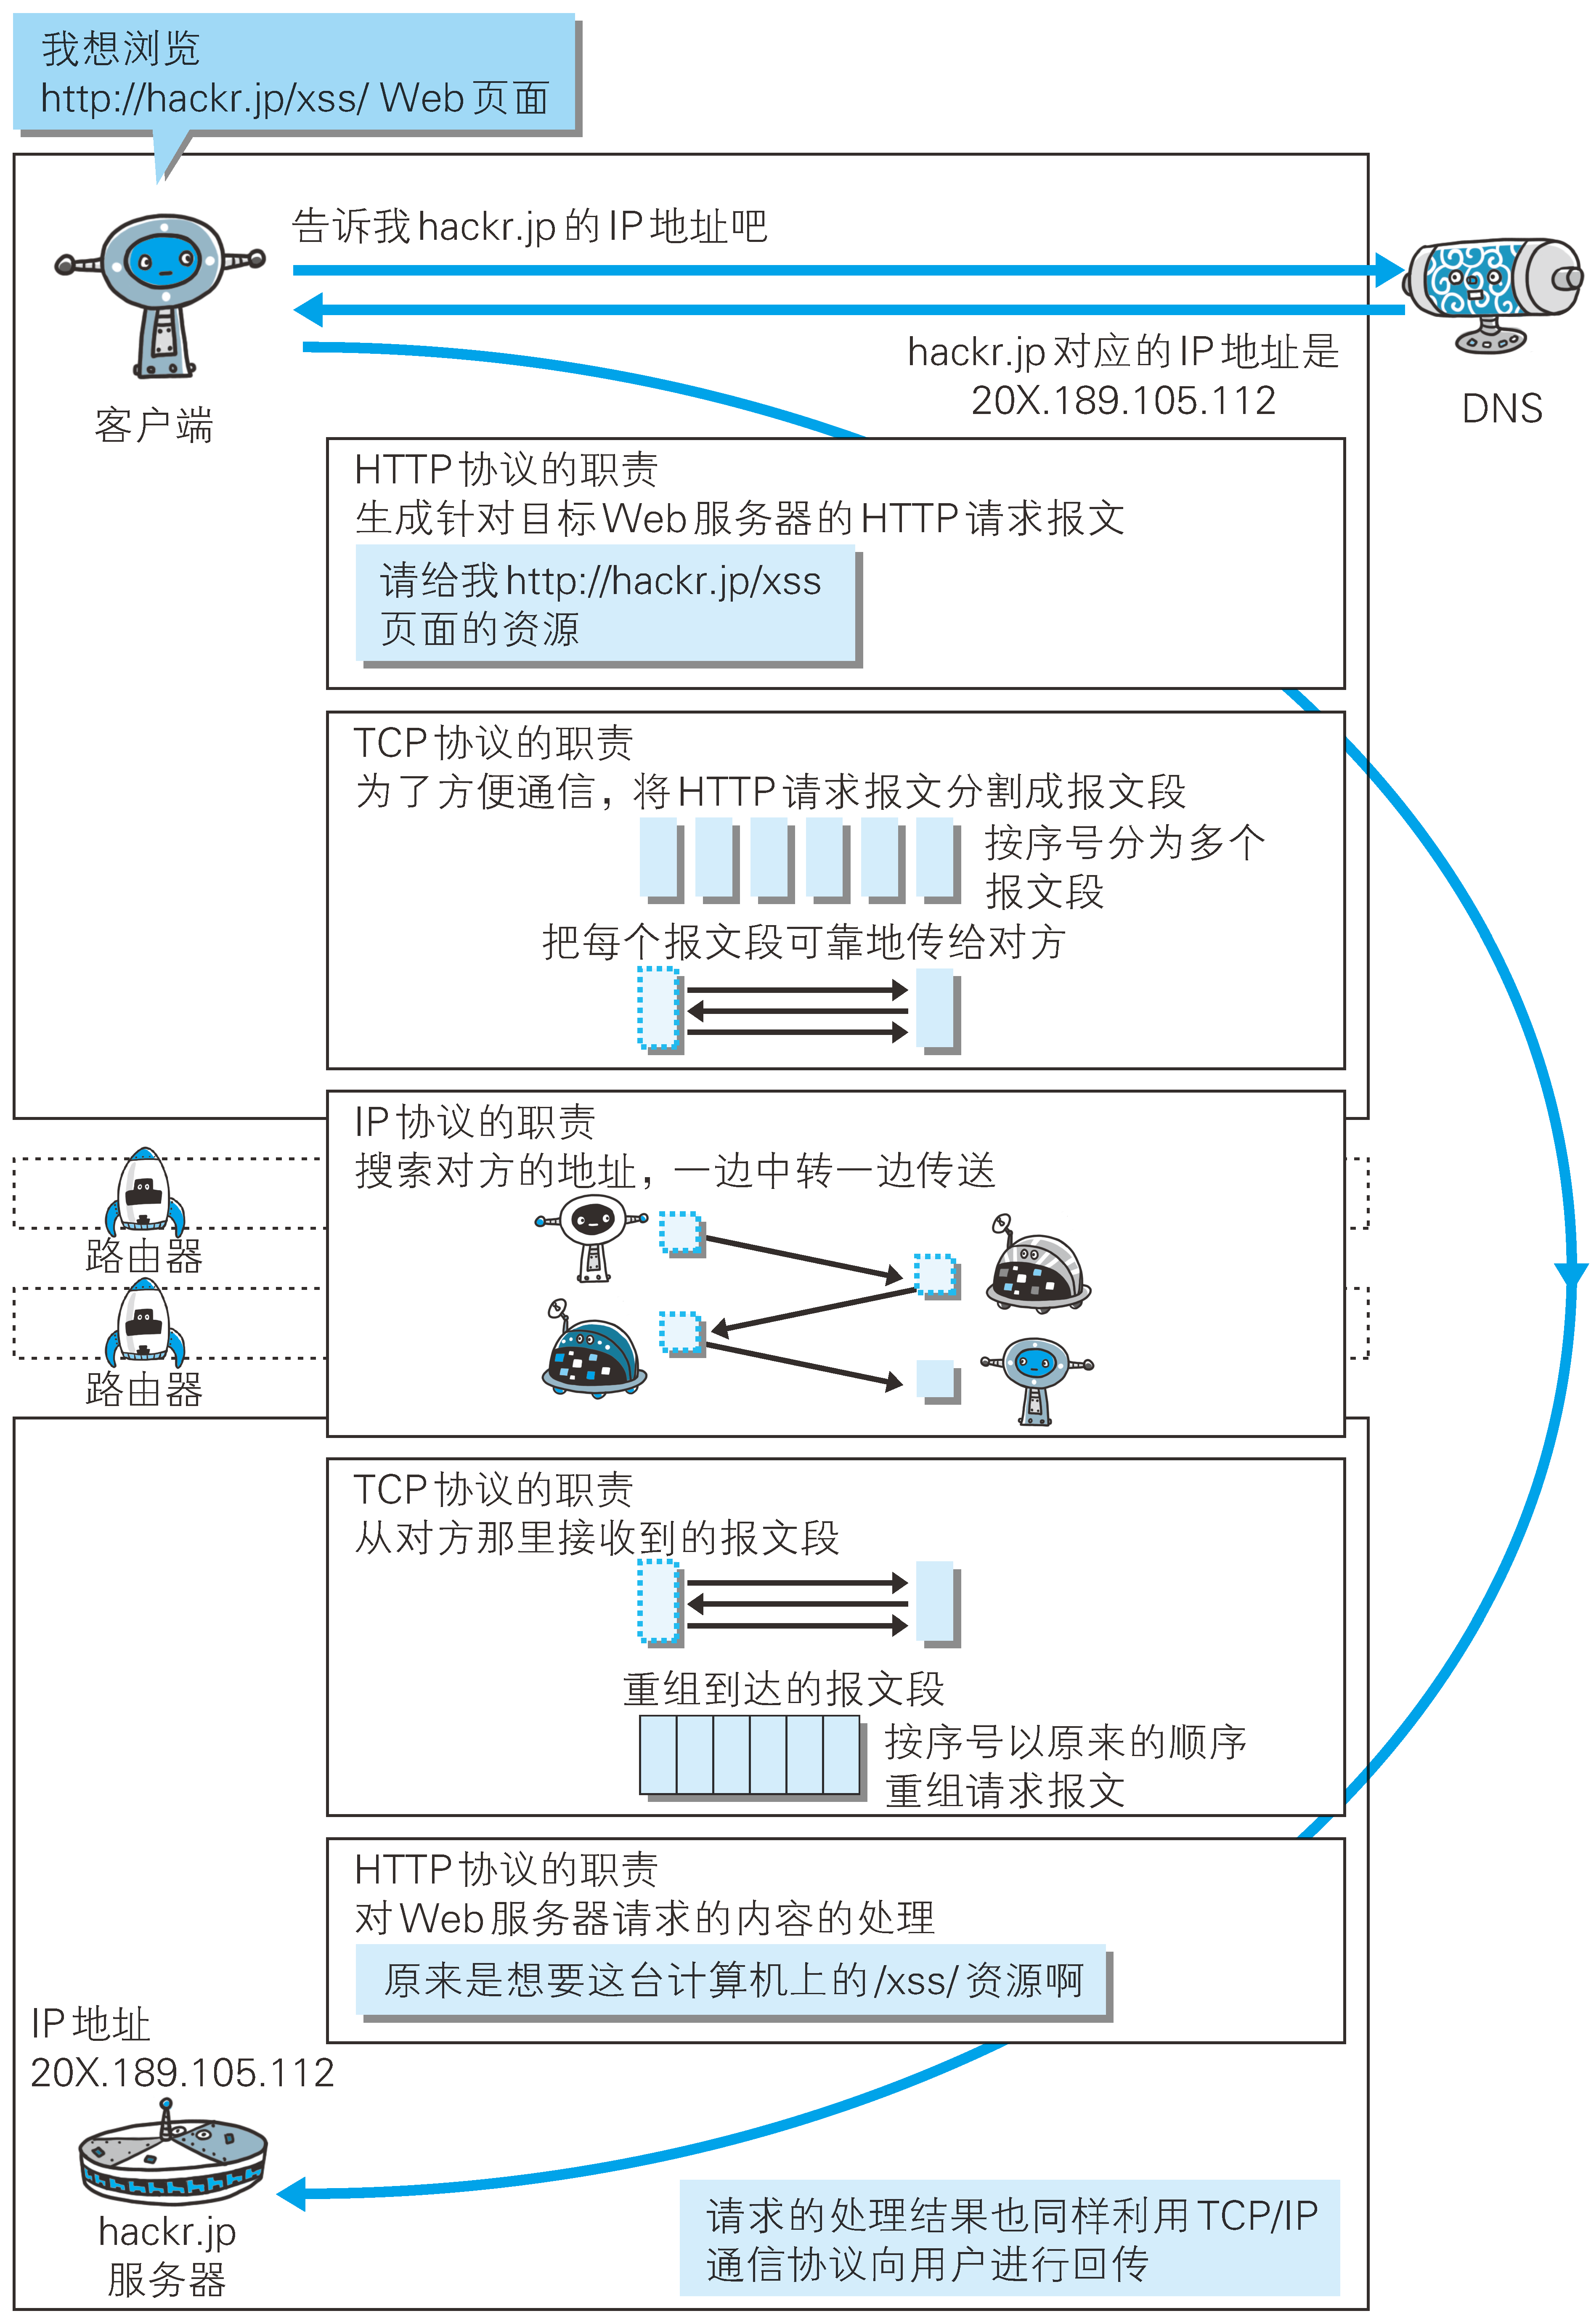 我想浏览
http://hackr.jp/xss/ Web 页面
告诉我 hackr.jp 的 IP 地址吧
hackr.jp 对应的 IP 地址是
20X.189.105.112
客户端
DNS
HTTP 协议的职责
生成针对目标 Web 服务器的 HTTP 请求报文
请给我 http://hackr.jp/xss
页面的资源
TCP 协议的职责
为了方便通信，将 HTTP 请求报文分割成报文段
按序号分为多个
报文段
把每个报文段可靠地传给对方
IP 协议的职责
搜索对方的地址，一边中转一边传送
路由器
路由器
TCP 协议的职责
从对方那里接收到的报文段
重组到达的报文段
按序号以原来的顺序
重组请求报文
HTTP 协议的职责
对 Web 服务器请求的内容的处理
原来是想要这台计算机上的 /xss/ 资源啊
IP 地址
20X.189.105.112
hackr.jp
服务器
请求的处理结果也同样利用 TCP/IP
通信协议向用户进行回传